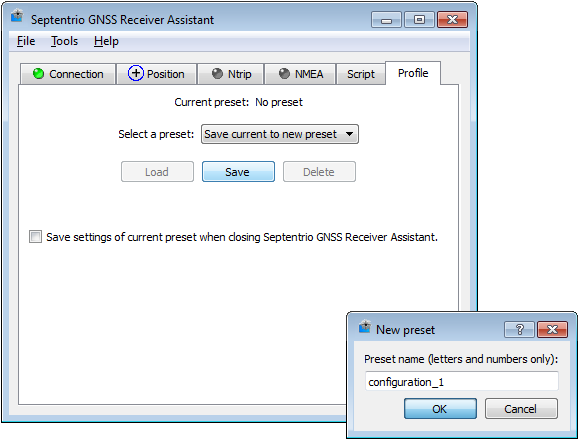 Septentrio GNSS Receiver Assistant
File Tools Help
Connection Position Ntrip NMEA Script Profile
Current preset: No preset
Select a preset: Save current to new preset
Load Save Delete
Save settings of current preset when closing Septentrio GNSS Receiver Assistant.
New preset ?
Preset name (letters and numbers only):
configuration_1
OK Cancel